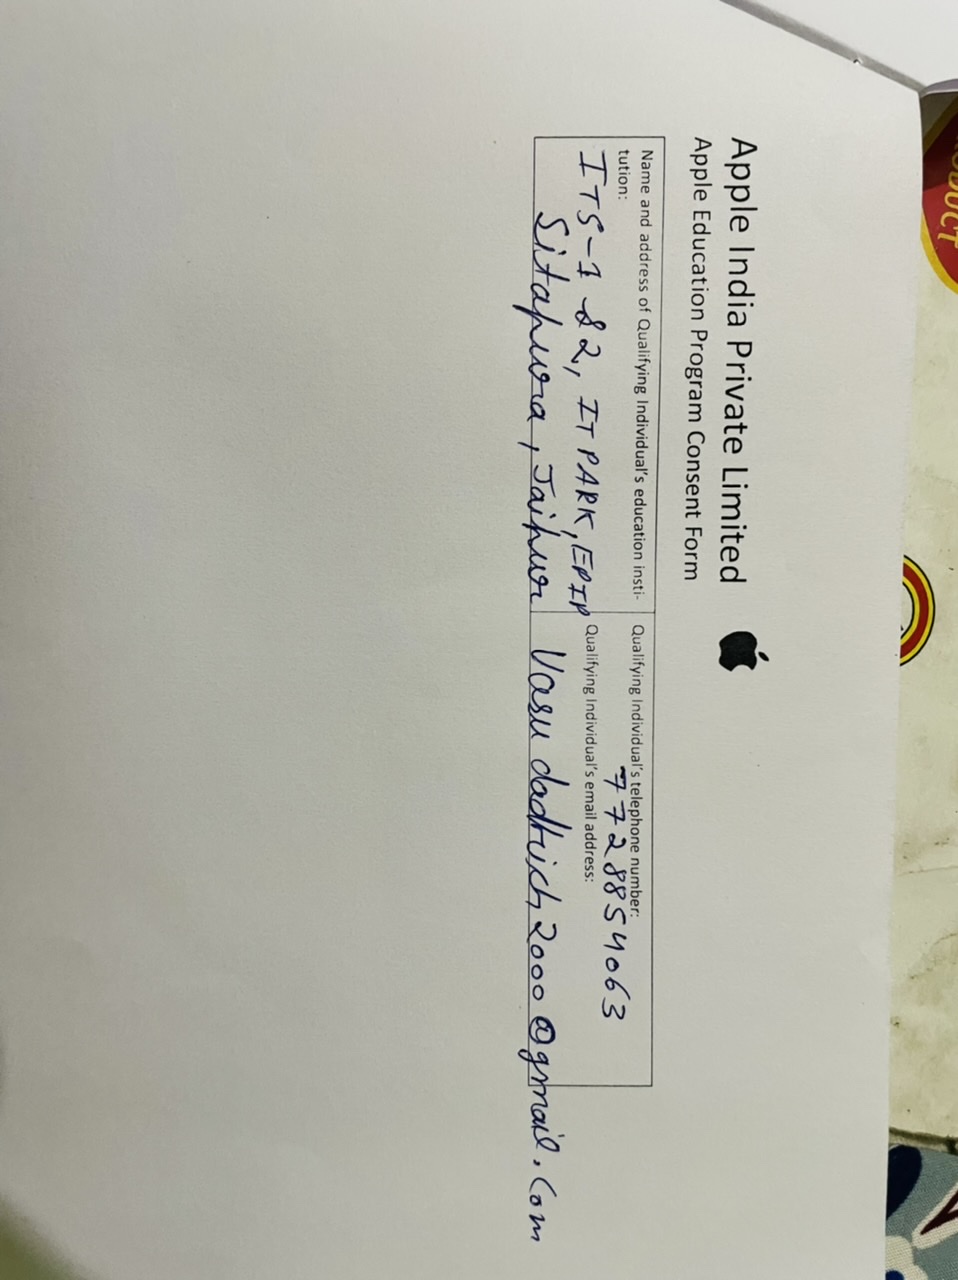 Apple India Private Limited
Apple Education Program Consent Form
Name and address of Qualifying Individual's education insti-
tution:
ITS-1 &2, IT PARK, EPIP
Sitapura, Jaipur
Qualifying Individual's telephone number:
7728854063
Qualifying Individual's email address:
Vasu dadhich2000@gmail.com